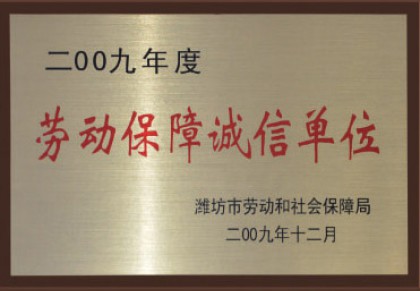 二00九年度
劳动保障诚信单位
潍坊市劳动和社会保障局
二00九年十二月